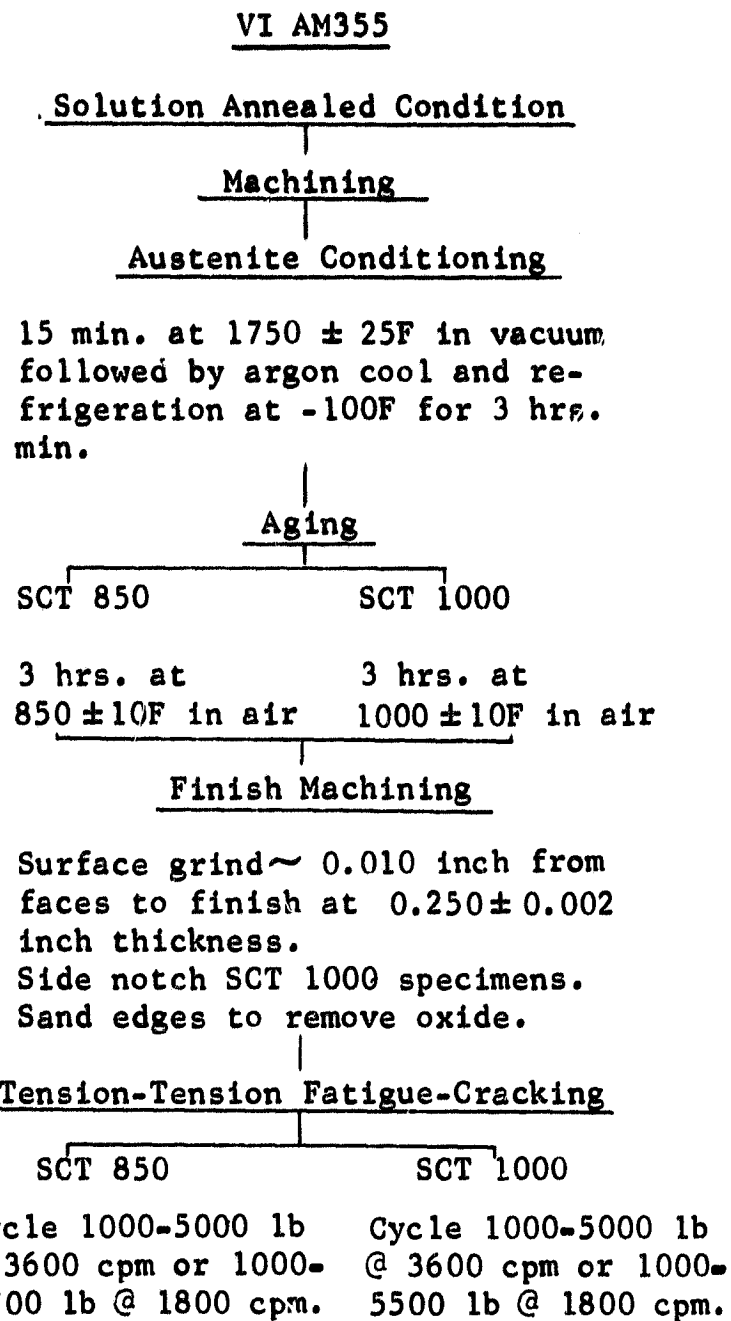 VI AM355
Solution Annealed Condition
Machining
Austenite Conditioning
15 min. at 1750 ± 25F in vacuum
followed by argon cool and re-
frigeration at -100F for 3 hrs.
min.
Aging
SCT 850 SCT 1000
3 hrs. at 3 hrs. at
850 ±10F in air 1000 ±10F in air
Finish Machining
Surface grind ~ 0.010 inch from
faces to finish at 0.250 ± 0.002
inch thickness.
Side notch SCT 1000 specimens.
Sand edges to remove oxide.
Tension-Tension Fatigue-Cracking
SCT 850 SCT 1000
1000-5000 lb Cycle 1000-5000 lb
3600 cpm or 1000- @ 3600 cpm or 1000-
lb @ 1800 cpm. 5500 lb @ 1800 cpm.